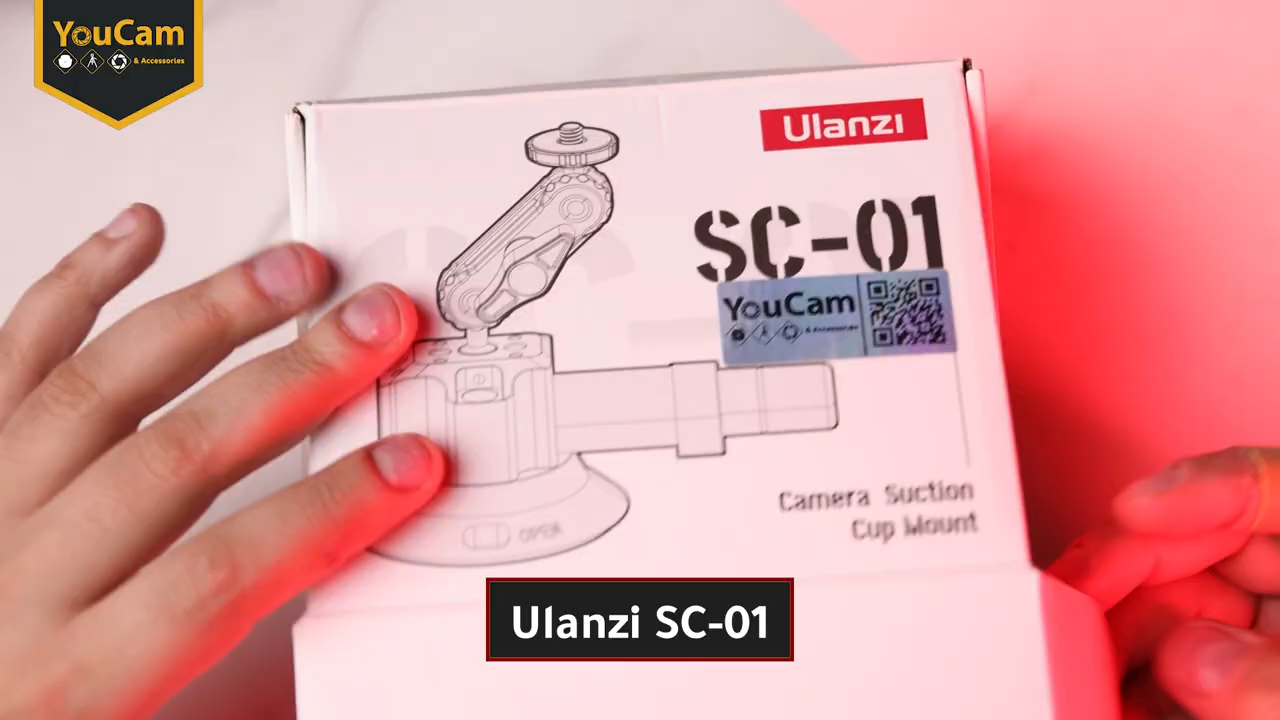 YouCam
& Accessories
Ulanzi
SC-01
YouCam
& Accessories
OPEN
Camera Suction
Cup Mount
Ulanzi SC-01